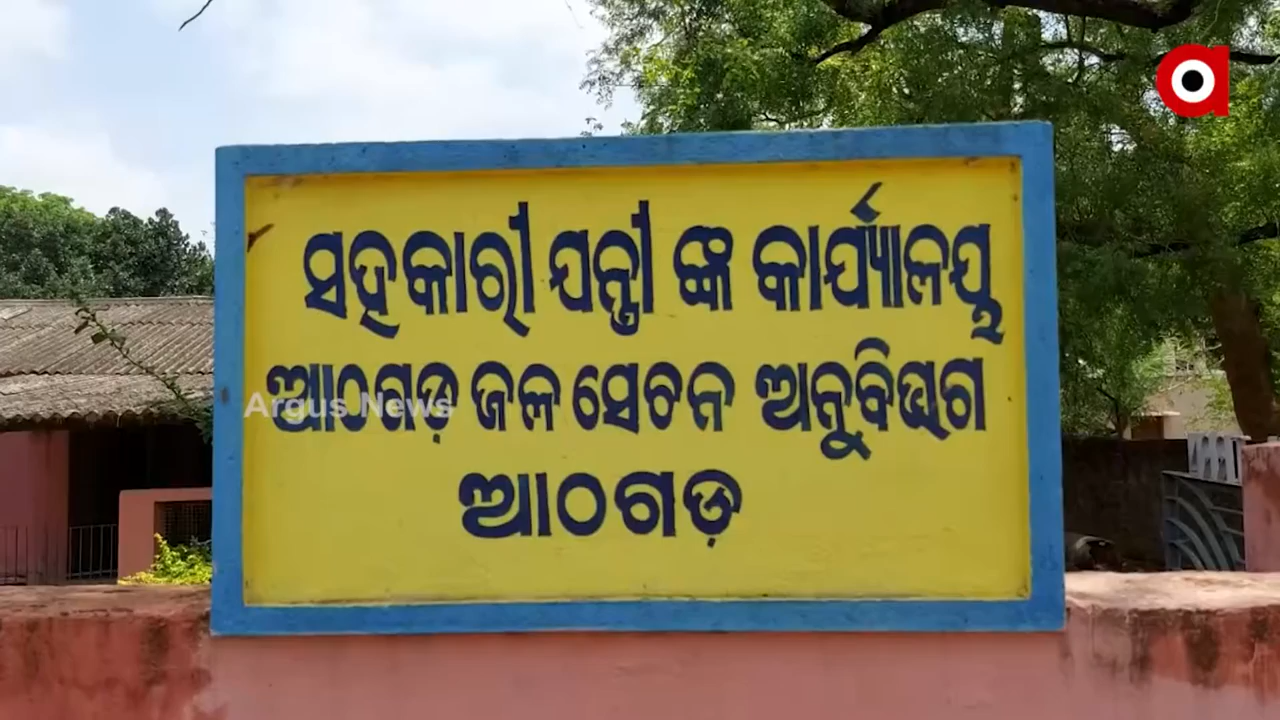 ସହକାରୀ ଯନ୍ତ୍ରୀ ଙ୍କ କାର୍ଯ୍ୟାଳୟ
ଆଠଗଡ଼ ଜଳ ସେଚନ ଅନୁବିଭାଗ
ଆଠଗଡ଼
Argus News